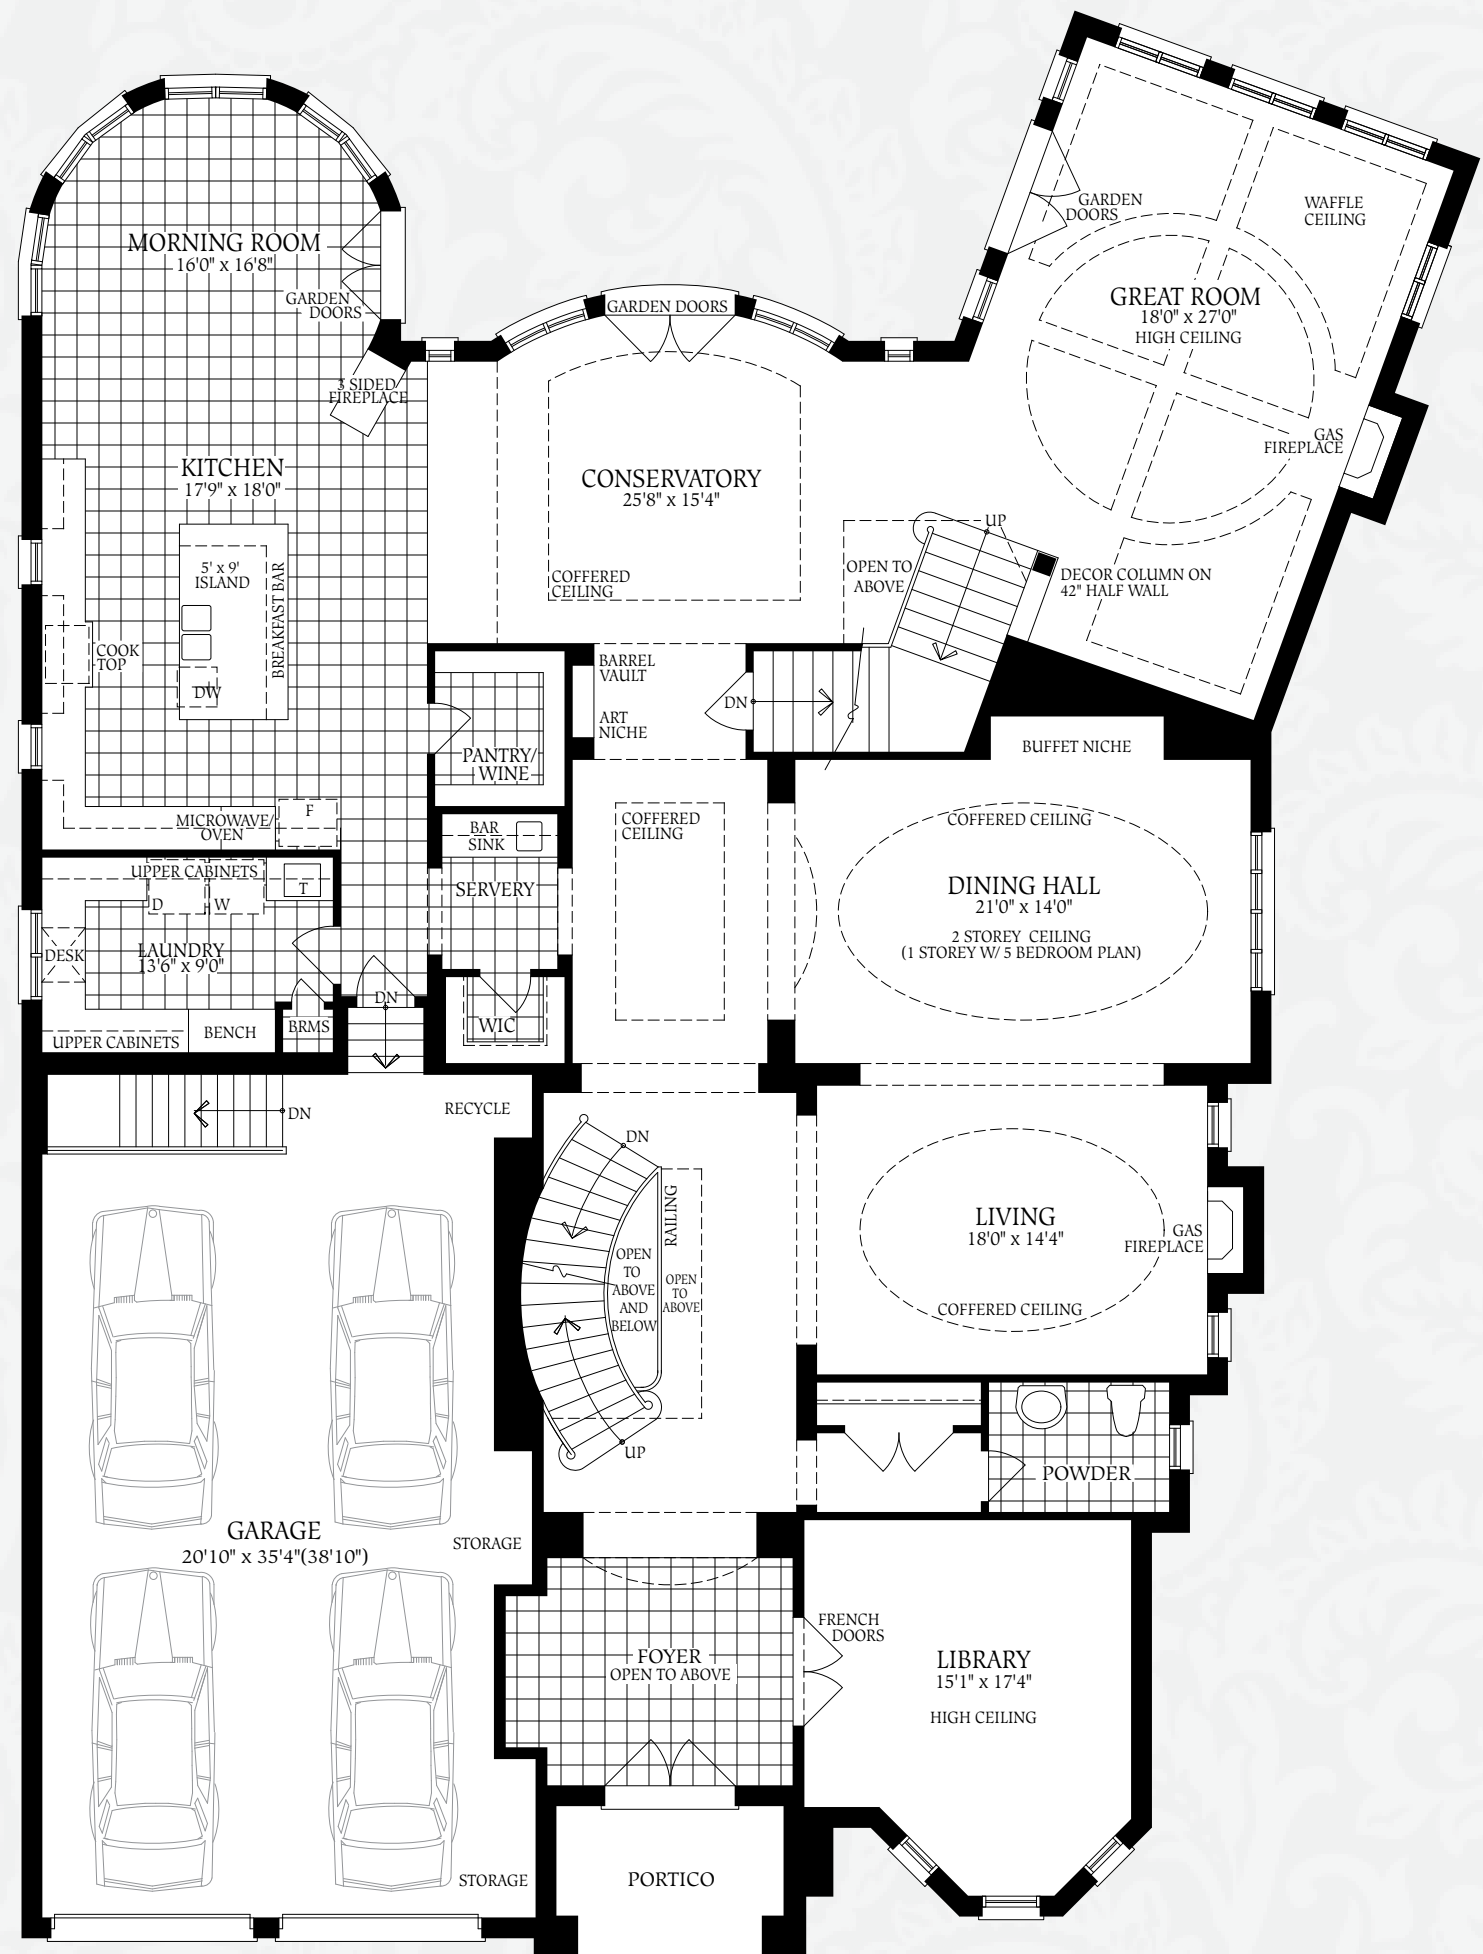 WAFFLE
CEILING
GARDEN
DOORS
MORNING ROOM
16'0" x 16'8"
GARDEN
DOORS
GARDEN DOORS
GREAT ROOM
18'0" x 27'0"
HIGH CEILING
3 SIDED
FIREPLACE
GAS
FIREPLACE
KITCHEN
17'9" x 18'0"
CONSERVATORY
25'8" x 15'4"
UP
5' x 9'
ISLAND
BREAKFAST BAR
COFFERED
CEILING
OPEN TO
ABOVE
DECOR COLUMN ON
42" HALF WALL
COOK
TOP
DW
BARREL
VAULT
DN
ART
NICHE
BUFFET NICHE
PANTRY/
WINE
MICROWAVE/
OVEN
F
BAR
SINK
COFFERED
CEILING
COFFERED CEILING
UPPER CABINETS
D
W
T
SERVERY
DINING HALL
21'0" x 14'0"
2 STOREY CEILING
(1 STOREY W/ 5 BEDROOM PLAN)
DESK
LAUNDRY
13'6" x 9'0"
DN
WIC
UPPER CABINETS
BENCH
BRMS
DN
RECYCLE
DN
RAILING
OPEN
TO
ABOVE
AND
BELOW
OPEN
TO
ABOVE
LIVING
18'0" x 14'4"
GAS
FIREPLACE
COFFERED CEILING
UP
POWDER
GARAGE
20'10" x 35'4"(38'10")
STORAGE
FOYER
OPEN TO ABOVE
FRENCH
DOORS
LIBRARY
15'1" x 17'4"
HIGH CEILING
STORAGE
PORTICO